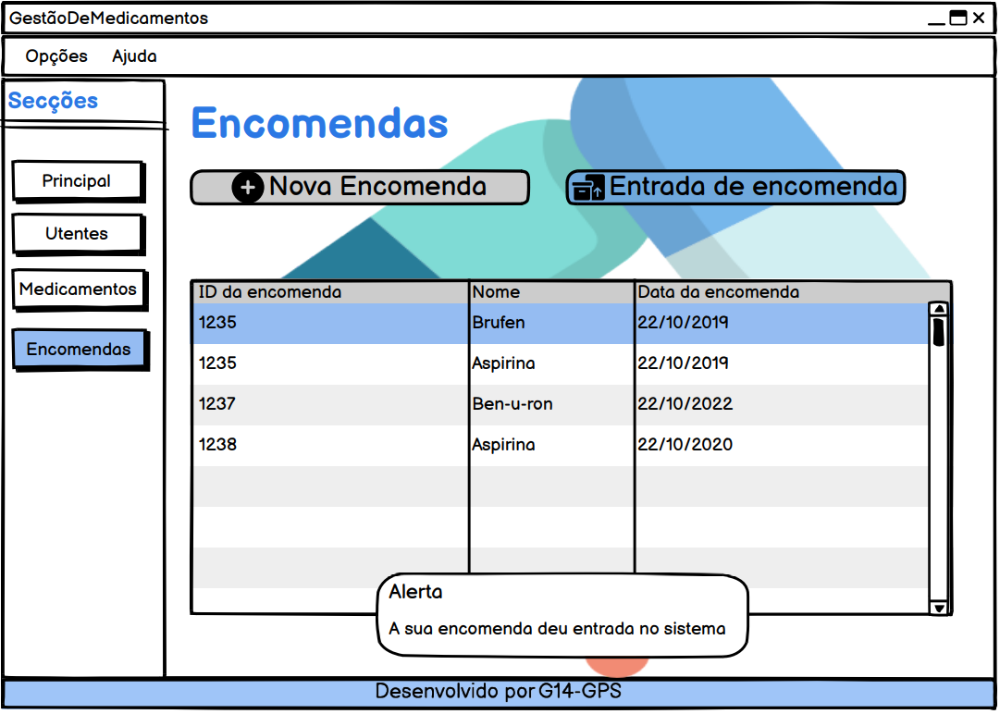 GestãoDeMedicamentos
Opções Ajuda
Secções
Principal
Utentes
Medicamentos
Encomendas
Encomendas
Nova Encomenda Entrada de encomenda
ID da encomenda Nome Data da encomenda
1235 Brufen 22/10/2019
1235 Aspirina 22/10/2019
1237 Ben-u-ron 22/10/2022
1238 Aspirina 22/10/2020
Alerta
A sua encomenda deu entrada no sistema
Desenvolvido por G14-GPS